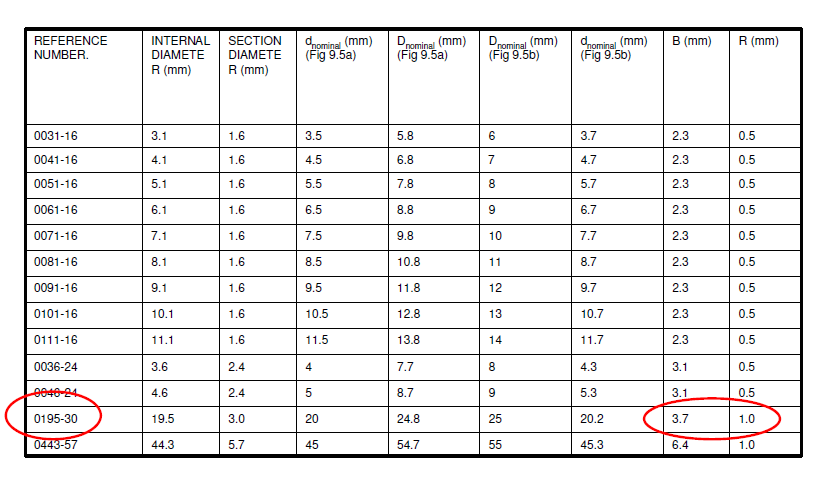 REFERENCE NUMBER. INTERNAL DIAMETE R (mm) SECTION DIAMETE R (mm) dnominal (mm) (Fig 9.5a) Dnominal (mm) (Fig 9.5a) Dnominal (mm) (Fig 9.5b) dnominal (mm) (Fig 9.5b) B (mm) R (mm)
0031-16 3.1 1.6 3.5 5.8 6 3.7 2.3 0.5
0041-16 4.1 1.6 4.5 6.8 7 4.7 2.3 0.5
0051-16 5.1 1.6 5.5 7.8 8 5.7 2.3 0.5
0061-16 6.1 1.6 6.5 8.8 9 6.7 2.3 0.5
0071-16 7.1 1.6 7.5 9.8 10 7.7 2.3 0.5
0081-16 8.1 1.6 8.5 10.8 11 8.7 2.3 0.5
0091-16 9.1 1.6 9.5 11.8 12 9.7 2.3 0.5
0101-16 10.1 1.6 10.5 12.8 13 10.7 2.3 0.5
0111-16 11.1 1.6 11.5 13.8 14 11.7 2.3 0.5
0036-24 3.6 2.4 4 7.7 8 4.3 3.1 0.5
0046-24 4.6 2.4 5 8.7 9 5.3 3.1 0.5
0195-30 19.5 3.0 20 24.8 25 20.2 3.7 1.0
0443-57 44.3 5.7 45 54.7 55 45.3 6.4 1.0